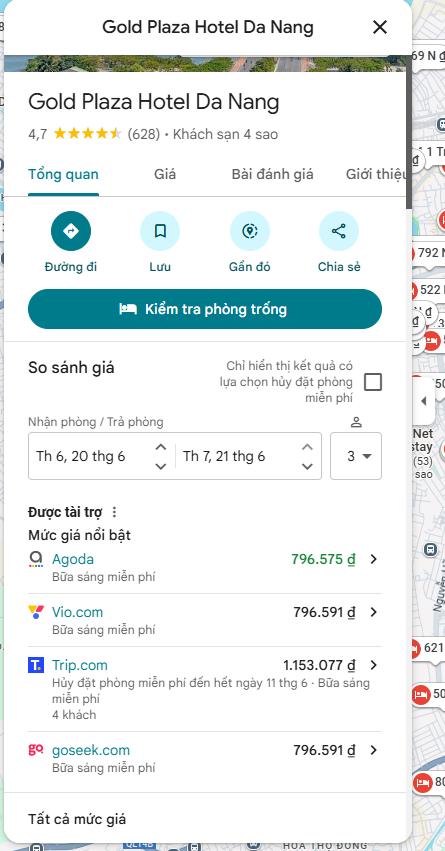 Gold Plaza Hotel Da Nang
69 N
Gold Plaza Hotel Da Nang
4,7 (628) • Khách sạn 4 sao
Tổng quan Giá Bài đánh giá Giới thiệu
Đường đi Lưu Gần đó Chia sẻ
792 N
Kiểm tra phòng trống
522
So sánh giá
Chỉ hiển thị kết quả có
lựa chọn hủy đặt phòng
miễn phí
Nhận phòng / Trả phòng
Th 6, 20 thg 6 Th 7, 21 thg 6 3
Net
stay
(53)
sao
Được tài trợ
Mức giá nổi bật
Agoda 796.575 ₫
Bữa sáng miễn phí
Vio.com 796.591 ₫
Bữa sáng miễn phí
621
T. Trip.com 1.153.077 ₫
Hủy đặt phòng miễn phí đến hết ngày 11 thg 6 · Bữa sáng
miễn phí
4 khách
go goseek.com 796.591 ₫
Bữa sáng miễn phí
Tất cả mức giá
HÒA THỌ ĐÔNG